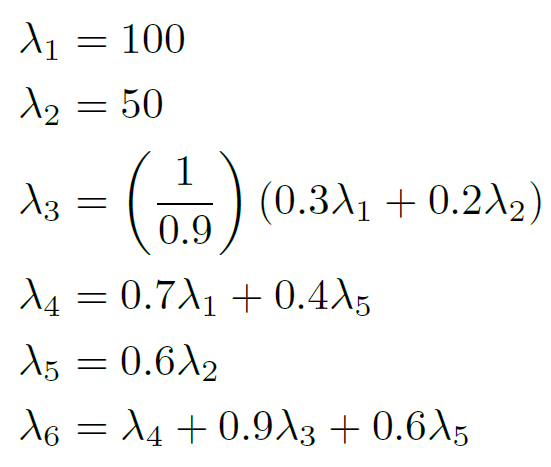 λ₁ = 100
λ₂ = 50
λ₃ = (1/0.9) (0.3λ₁ + 0.2λ₂)
λ₄ = 0.7λ₁ + 0.4λ₅
λ₅ = 0.6λ₂
λ₆ = λ₄ + 0.9λ₃ + 0.6λ₅